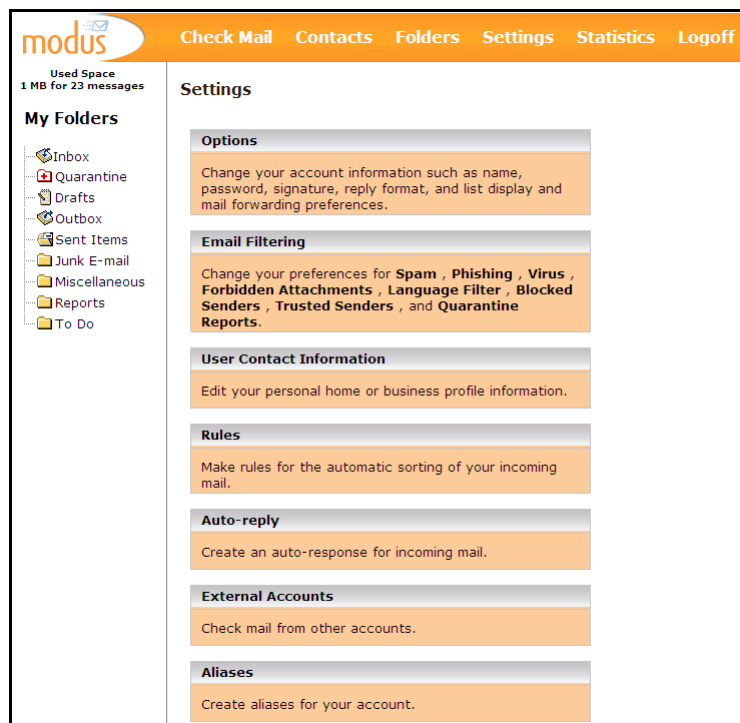 modus
Check Mail Contacts Folders Settings Statistics Logoff
Used Space
1 MB for 23 messages
My Folders
Inbox
Quarantine
Drafts
Outbox
Sent Items
Junk E-mail
Miscellaneous
Reports
To Do
Settings
Options
Change your account information such as name,
password, signature, reply format, and list display and
mail forwarding preferences.
Email Filtering
Change your preferences for Spam , Phishing , Virus ,
Forbidden Attachments , Language Filter , Blocked
Senders , Trusted Senders , and Quarantine
Reports.
User Contact Information
Edit your personal home or business profile information.
Rules
Make rules for the automatic sorting of your incoming
mail.
Auto-reply
Create an auto-response for incoming mail.
External Accounts
Check mail from other accounts.
Aliases
Create aliases for your account.